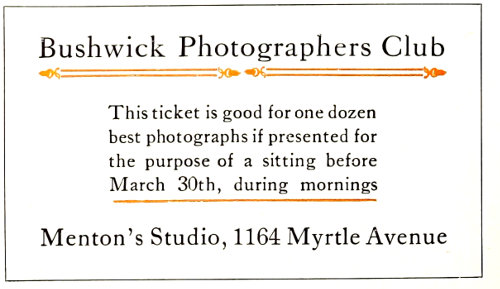 Bushwick Photographers Club
This ticket is good for one dozen
best photographs if presented for
the purpose of a sitting before
March 30th, during mornings
Menton's Studio, 1164 Myrtle Avenue